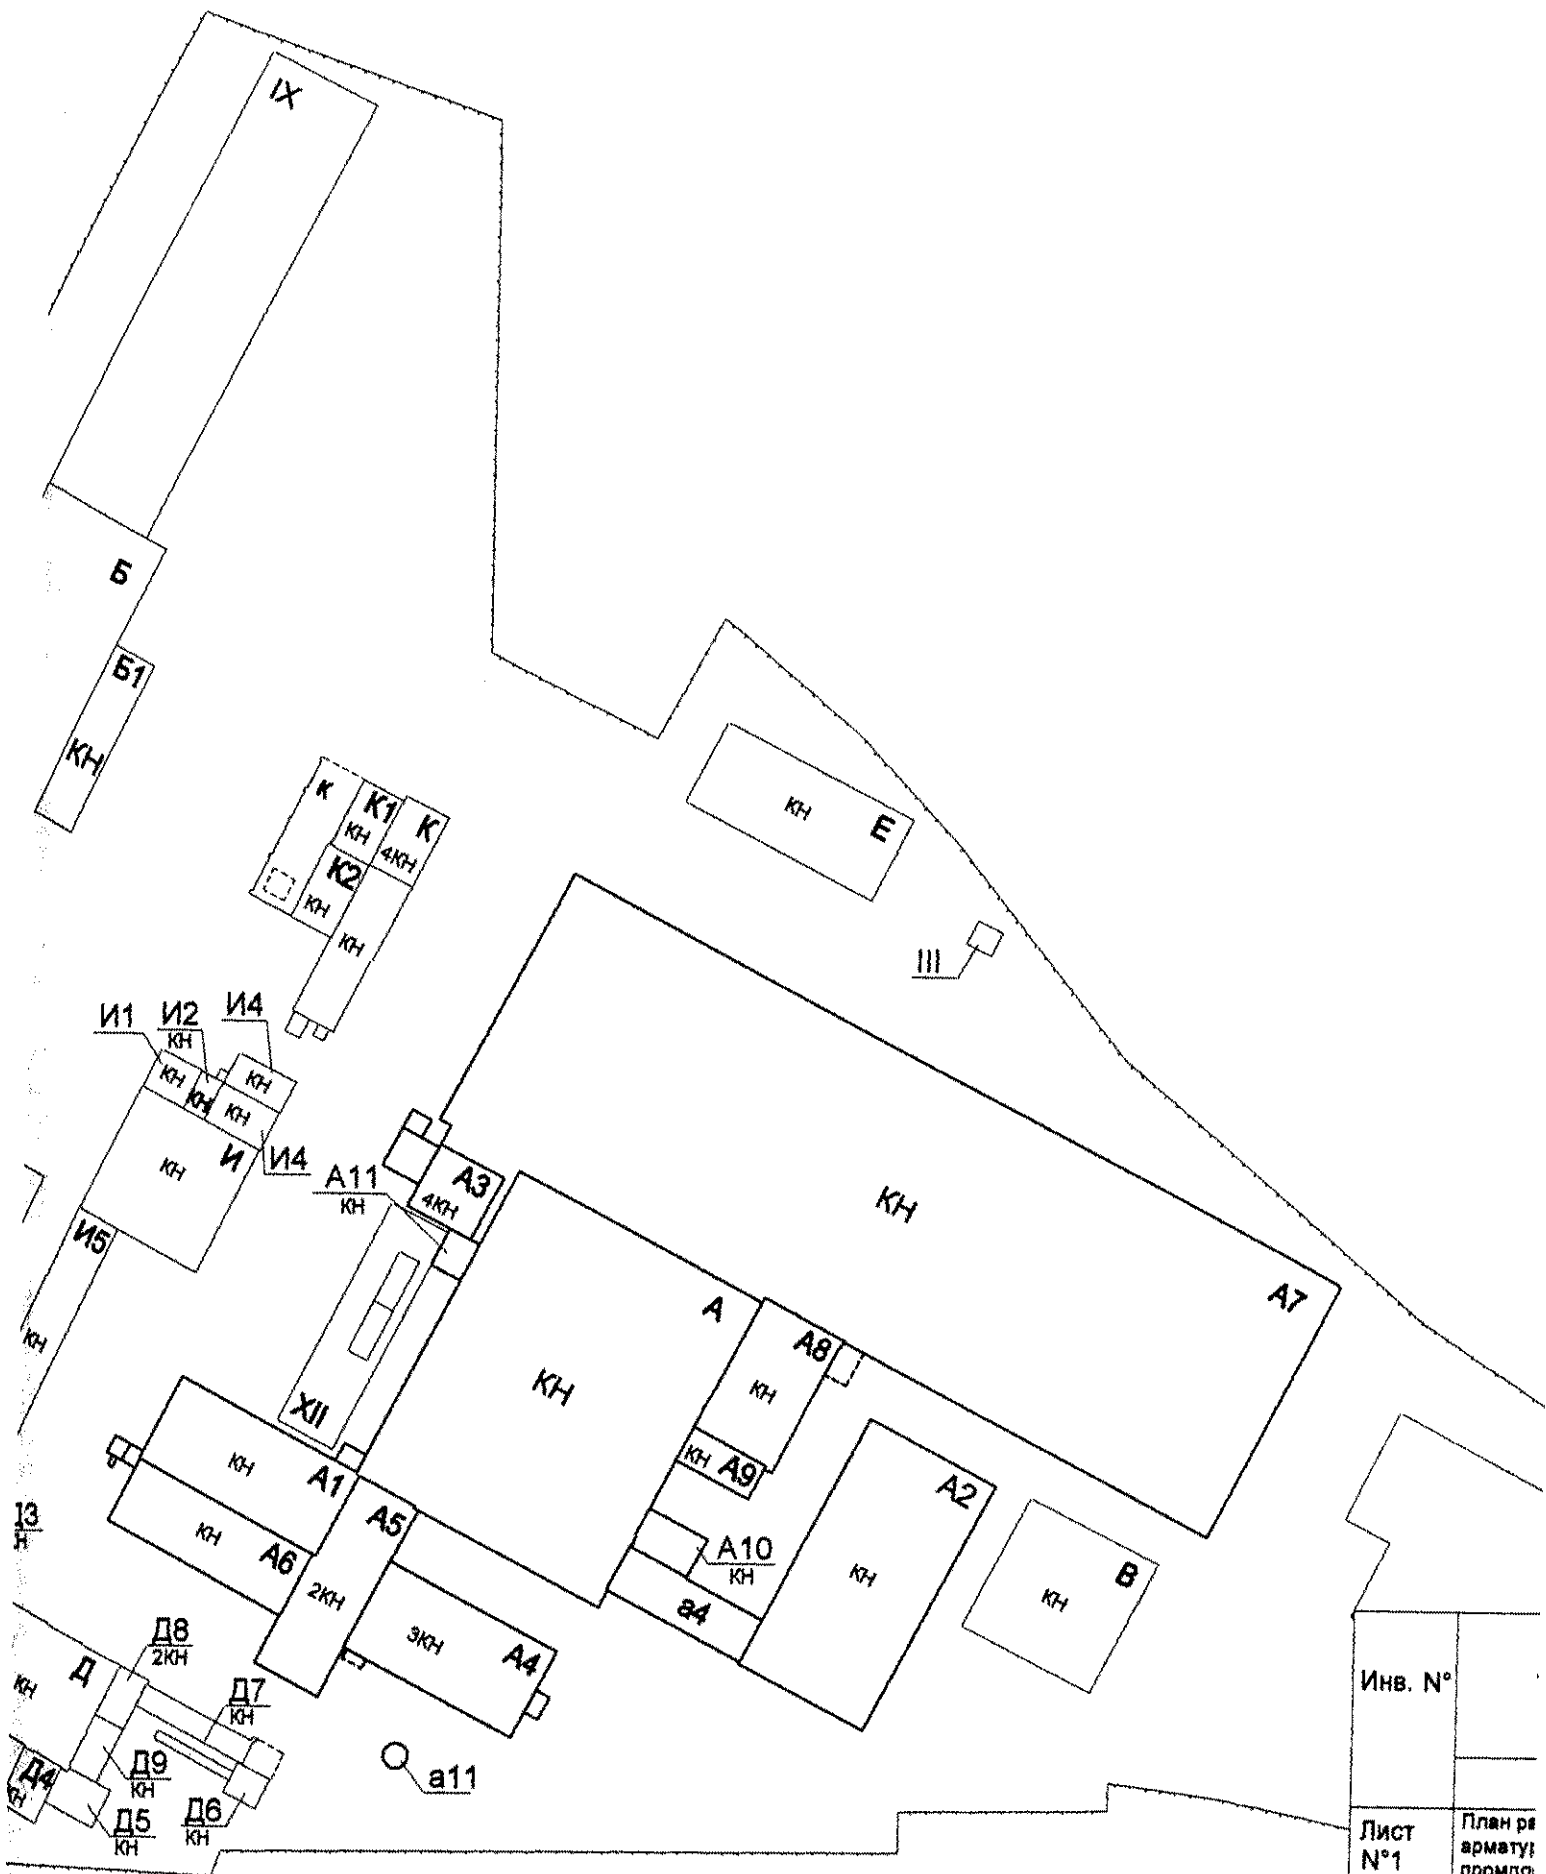 IX
Б
Б1
КН
К
К1
КН
К
4КН
К2
КН
КН
КН
Е
III
И1
И2
КН
И4
КН
КН
КН
КН
И4
И
КН
И5
КН
А11
КН
А3
4КН
КН
А7
А
КН
А8
КН
КН
А9
XII
КН
А1
КН
А6
А5
2КН
3КН
А4
А2
КН
А10
КН
а4
В
КН
Д8
2КН
Д
КН
Д7
КН
Д9
КН
Д4
КН
Д5
КН
Д6
КН
а11
Инв. N°
Лист
N°1
План